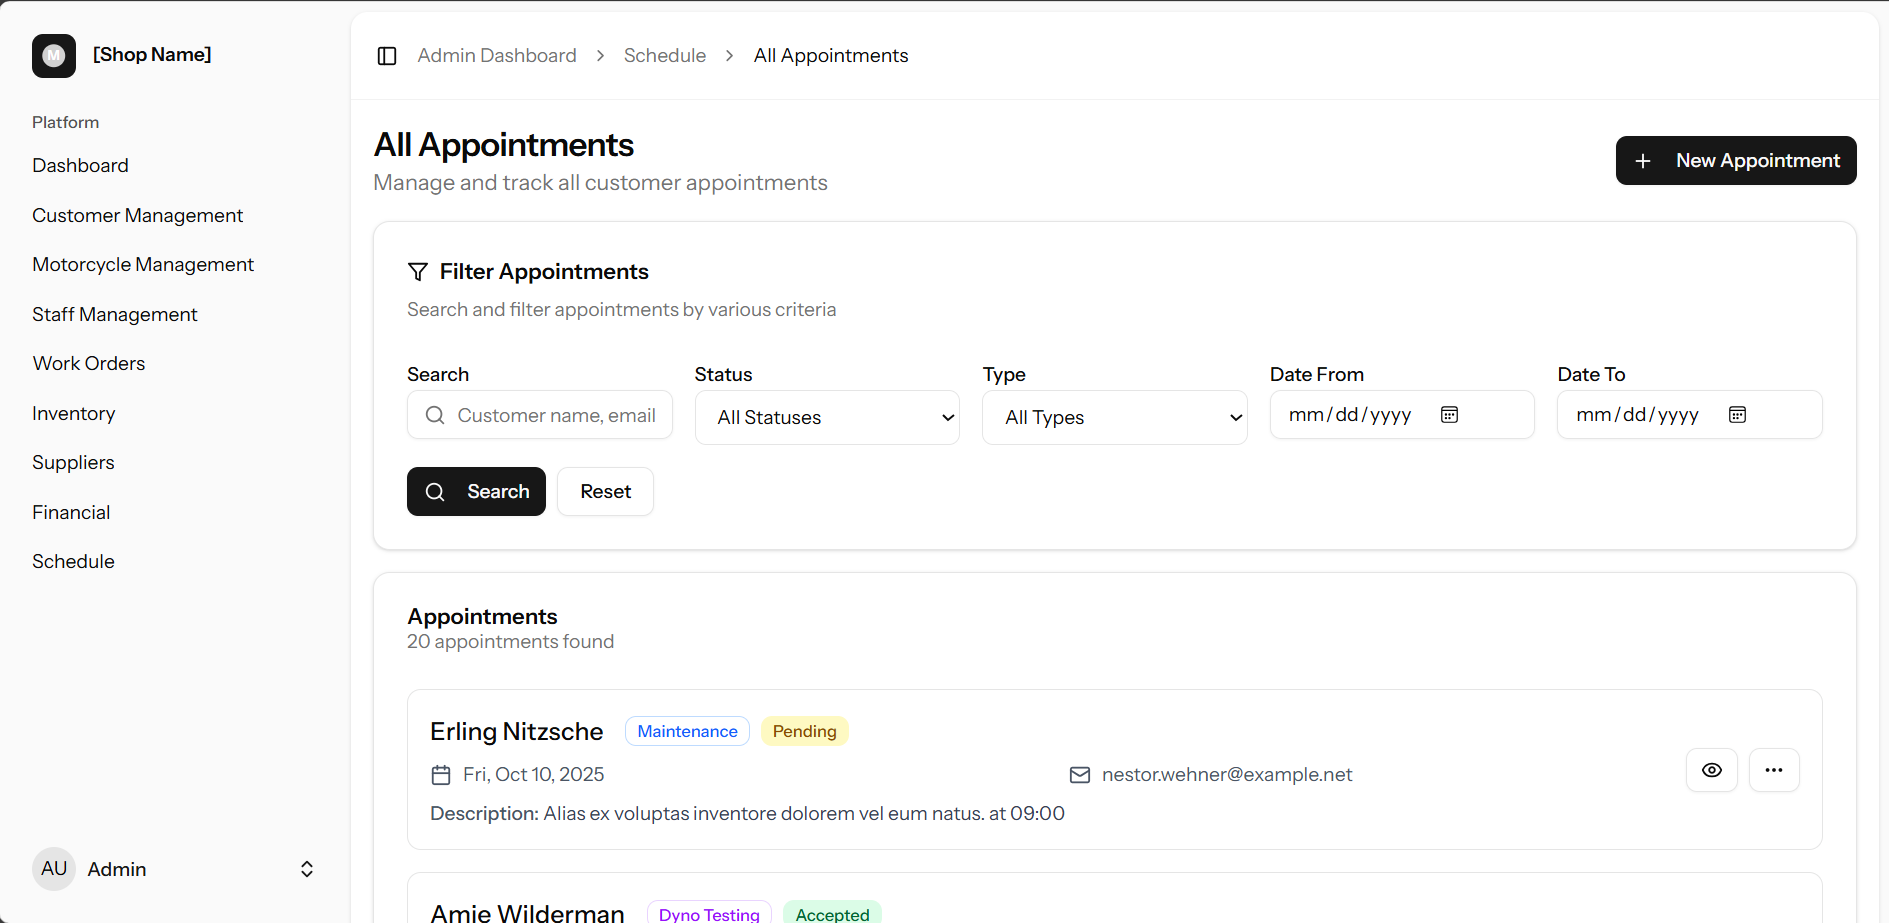 M
[Shop Name]
Platform
Dashboard
Customer Management
Motorcycle Management
Staff Management
Work Orders
Inventory
Suppliers
Financial
Schedule
AU Admin
Admin Dashboard > Schedule > All Appointments
All Appointments
Manage and track all customer appointments
+ New Appointment
Filter Appointments
Search and filter appointments by various criteria
Search Status Type Date From Date To
Customer name, email All Statuses All Types mm/dd/yyyy mm/dd/yyyy
Search Reset
Appointments
20 appointments found
Erling Nitzsche Maintenance Pending
Fri, Oct 10, 2025 nestor.wehner@example.net
Description: Alias ex voluptas inventore dolorem vel eum natus. at 09:00
Amie Wilderman Dyno Testing Accepted